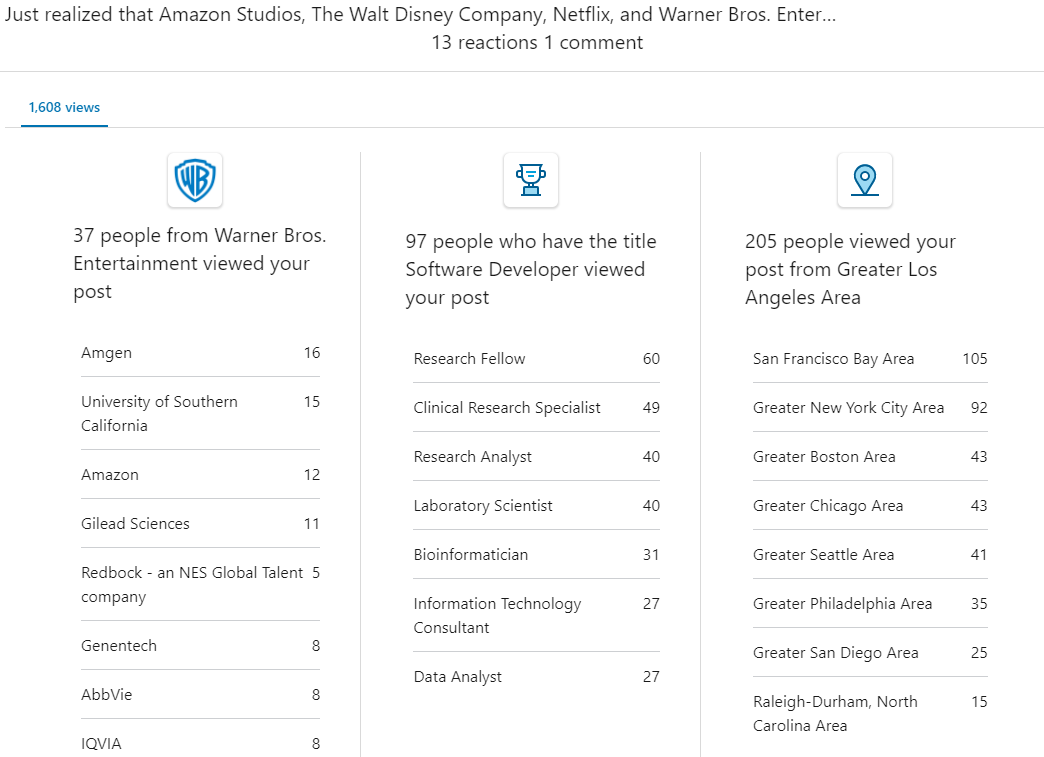 Just realized that Amazon Studios, The Walt Disney Company, Netflix, and Warner Bros. Enter...
13 reactions 1 comment
1,608 views
WB
37 people from Warner Bros.
Entertainment viewed your
post
Amgen 16
University of Southern 15
California
Amazon 12
Gilead Sciences 11
Redbock - an NES Global Talent 5
company
Genentech 8
AbbVie 8
IQVIA 8
97 people who have the title
Software Developer viewed
your post
Research Fellow 60
Clinical Research Specialist 49
Research Analyst 40
Laboratory Scientist 40
Bioinformatician 31
Information Technology 27
Consultant
Data Analyst 27
205 people viewed your
post from Greater Los
Angeles Area
San Francisco Bay Area 105
Greater New York City Area 92
Greater Boston Area 43
Greater Chicago Area 43
Greater Seattle Area 41
Greater Philadelphia Area 35
Greater San Diego Area 25
Raleigh-Durham, North 15
Carolina Area